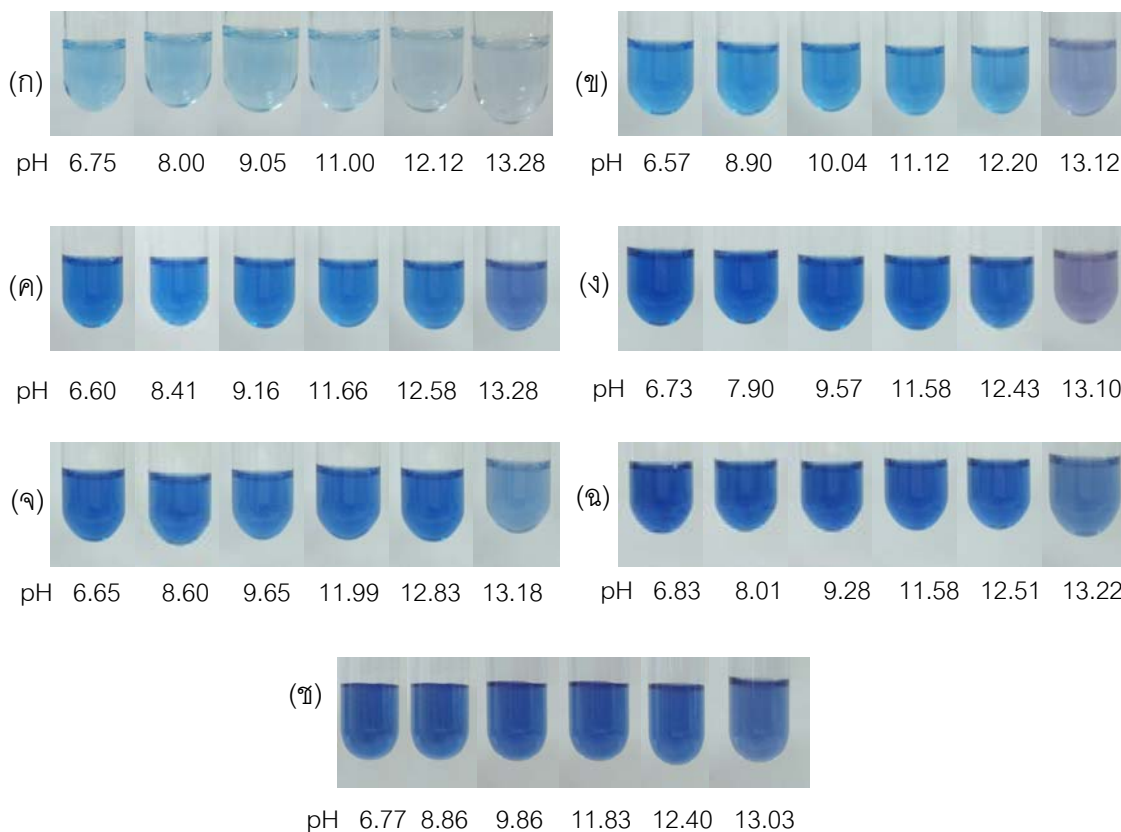 (ก)
pH 6.75 8.00 9.05 11.00 12.12 13.28
(ข)
pH 6.57 8.90 10.04 11.12 12.20 13.12
(ค)
pH 6.60 8.41 9.16 11.66 12.58 13.28
(ง)
pH 6.73 7.90 9.57 11.58 12.43 13.10
(จ)
pH 6.65 8.60 9.65 11.99 12.83 13.18
(ฉ)
pH 6.83 8.01 9.28 11.58 12.51 13.22
(ช)
pH 6.77 8.86 9.86 11.83 12.40 13.03